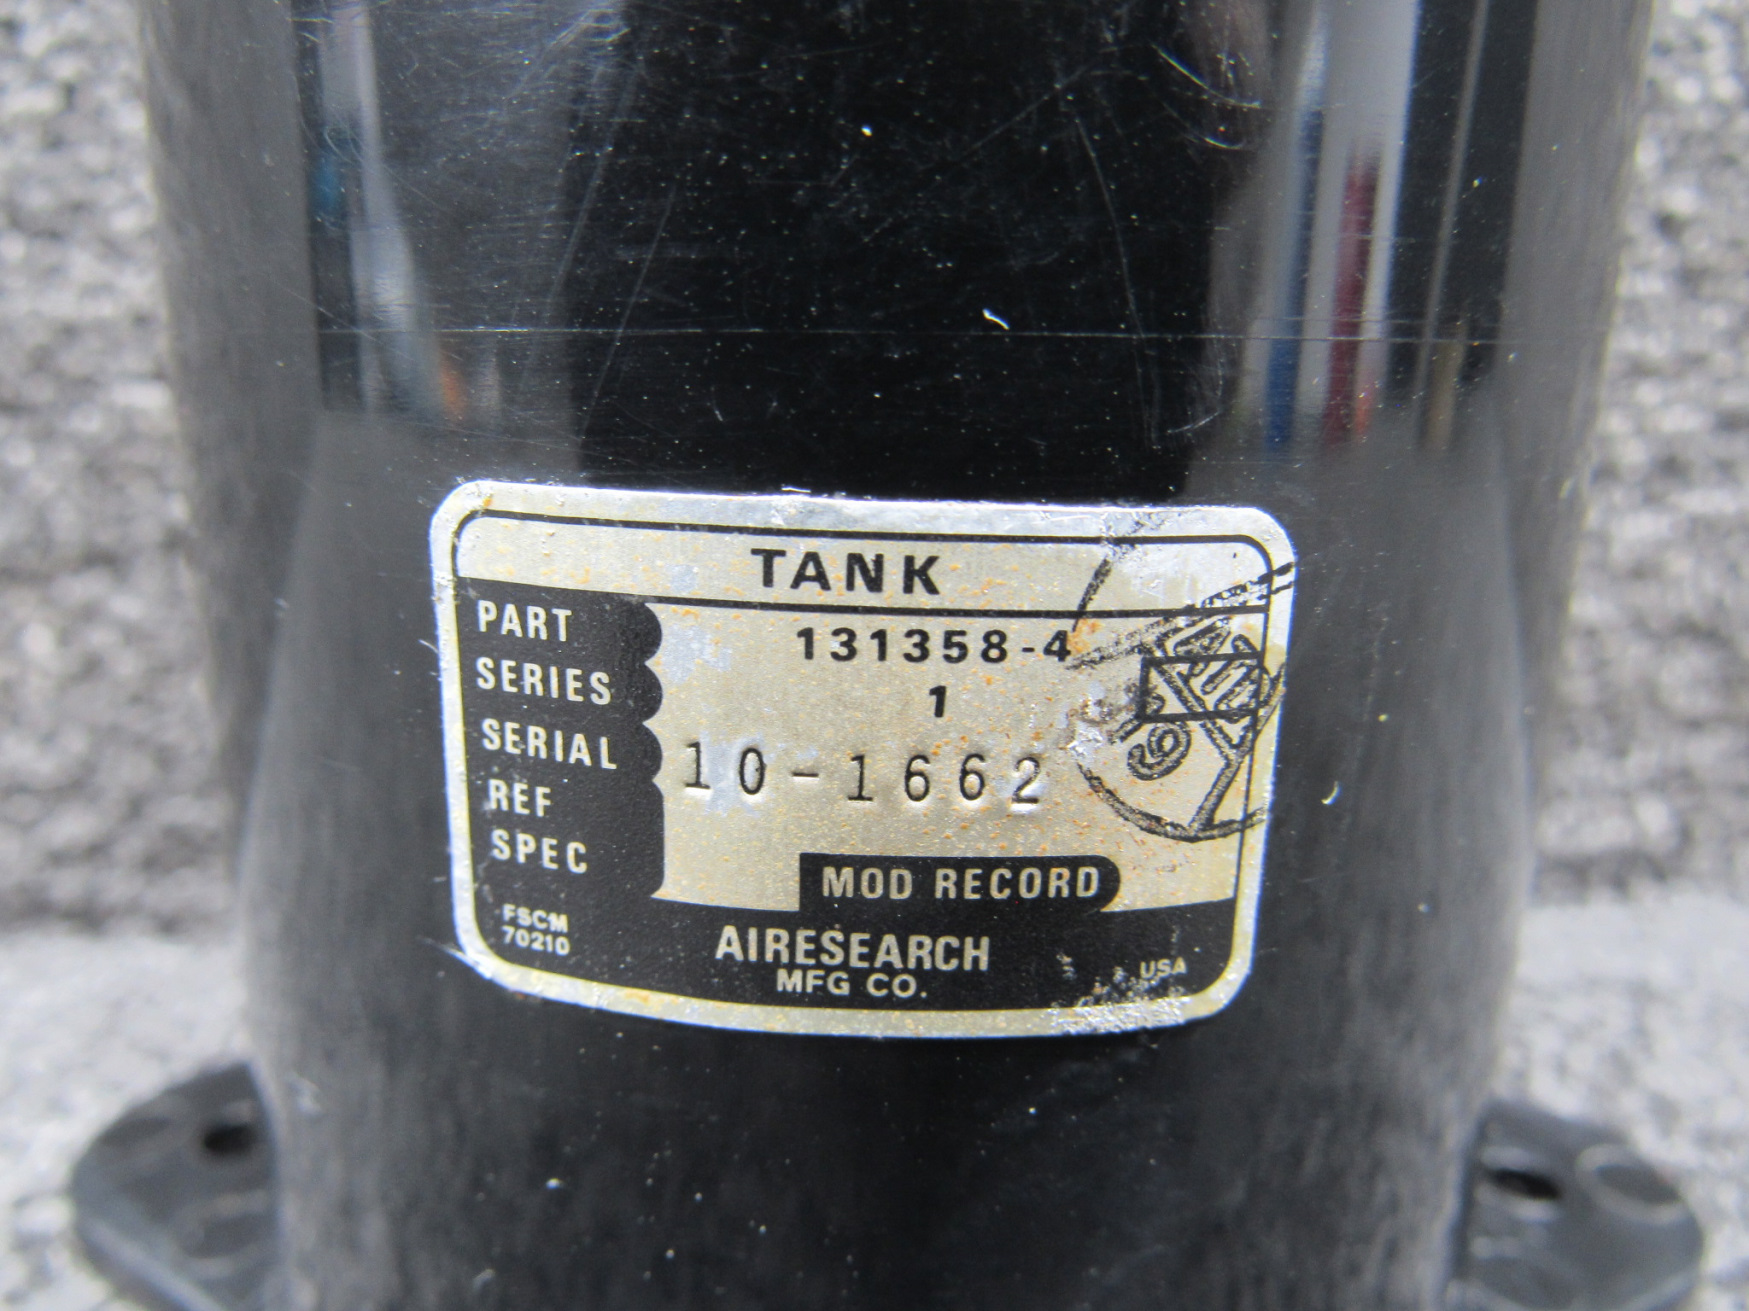 TANK
PART 131358-4
SERIES 1
SERIAL 10-1662
REF
SPEC
MOD RECORD
FSCM
70210
AIRESEARCH
MFG CO.
USA